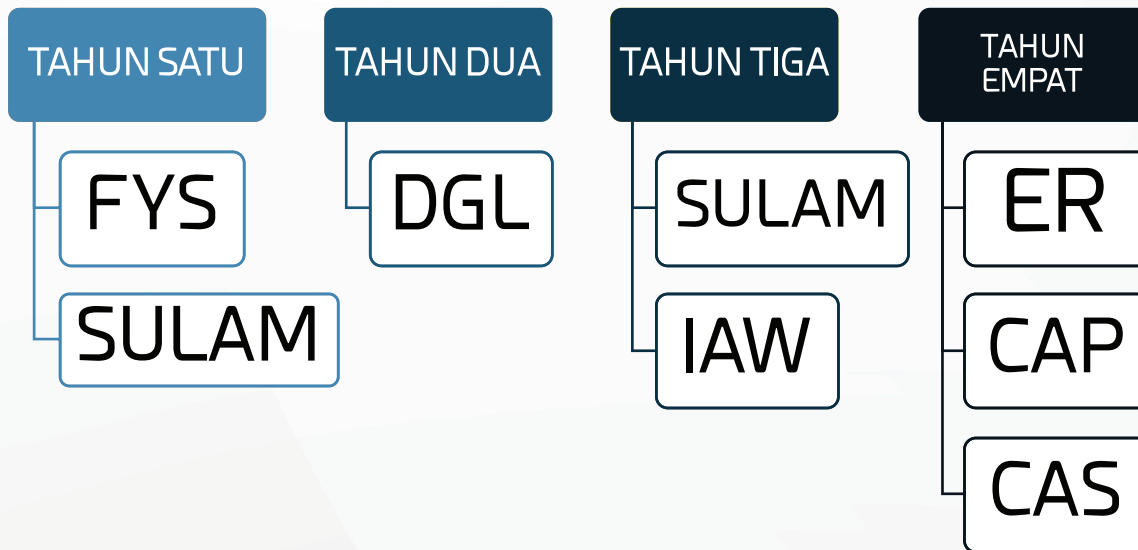 TAHUN SATU
FYS
SULAM
TAHUN DUA
DGL
TAHUN TIGA
SULAM
IAW
TAHUN
EMPAT
ER
CAP
CAS